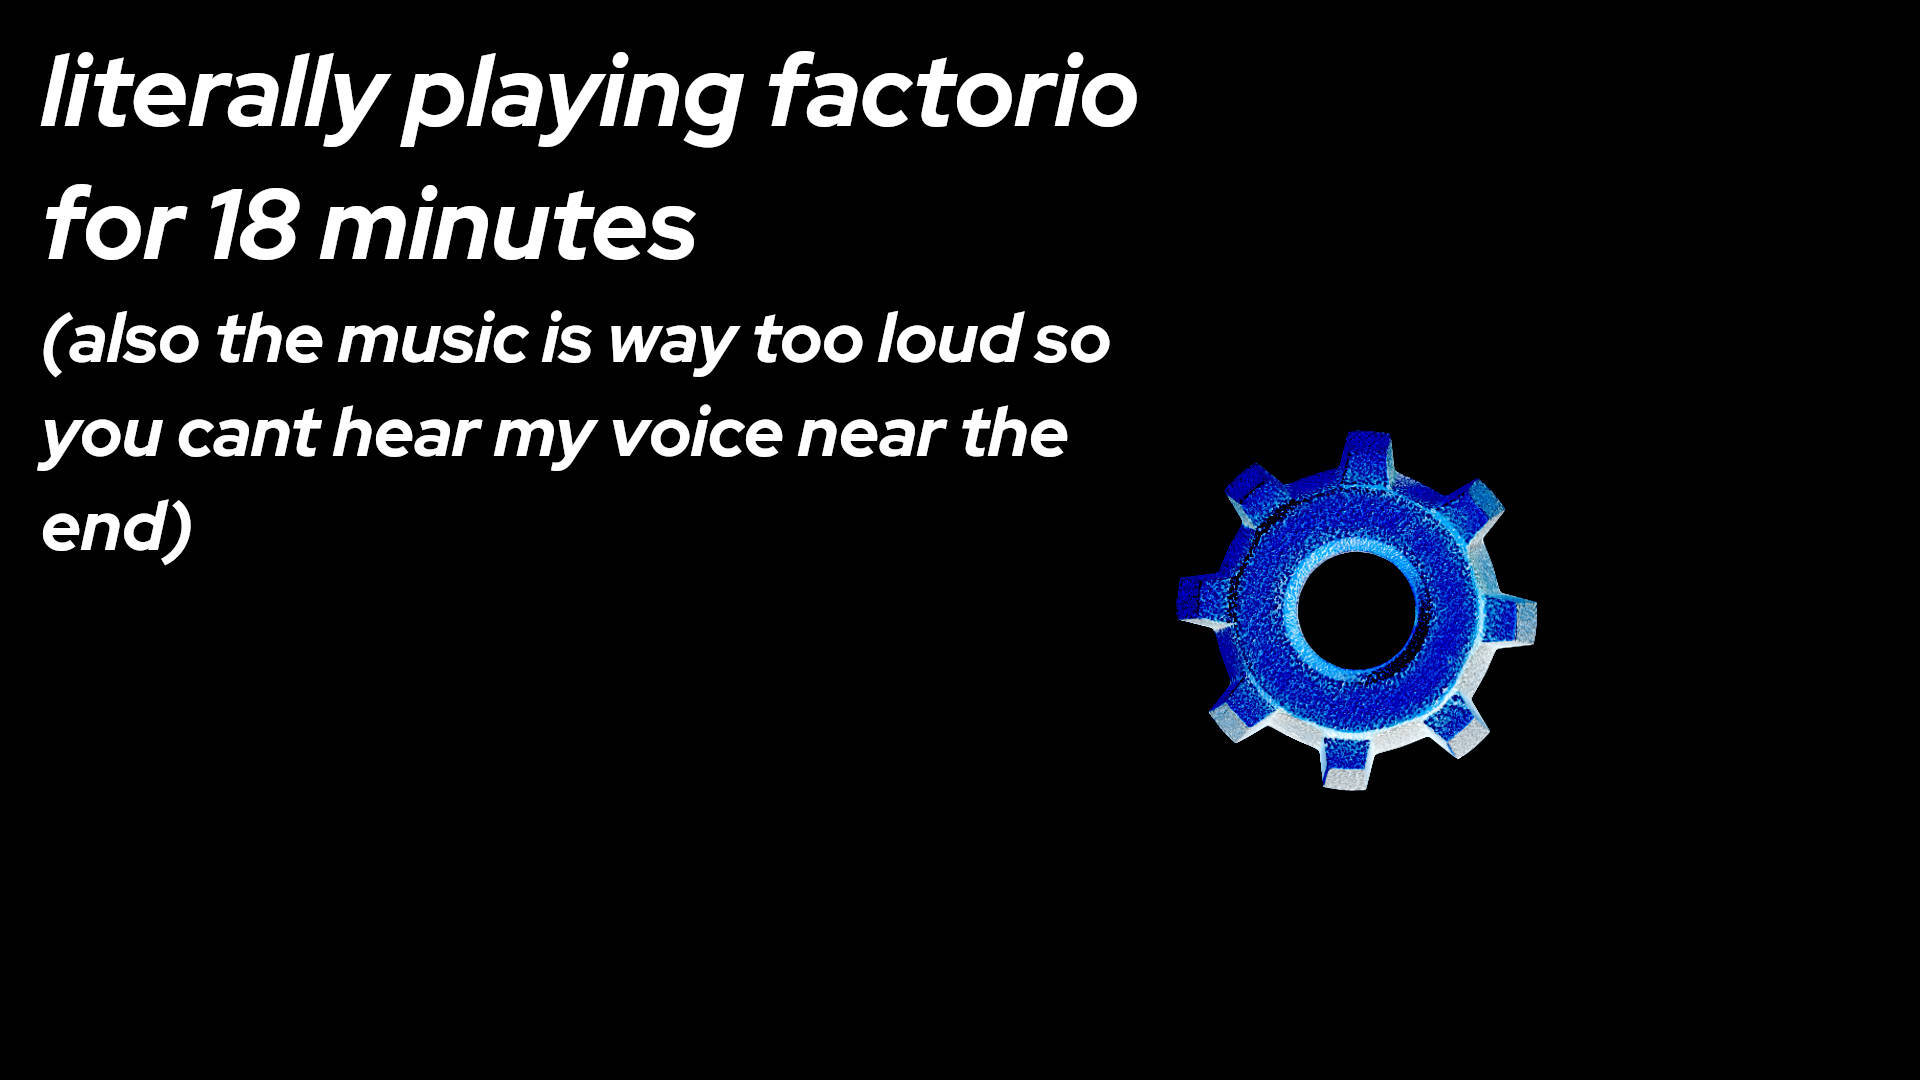 literally playing factorio
for 18 minutes
(also the music is way too loud so
you cant hear my voice near the
end)